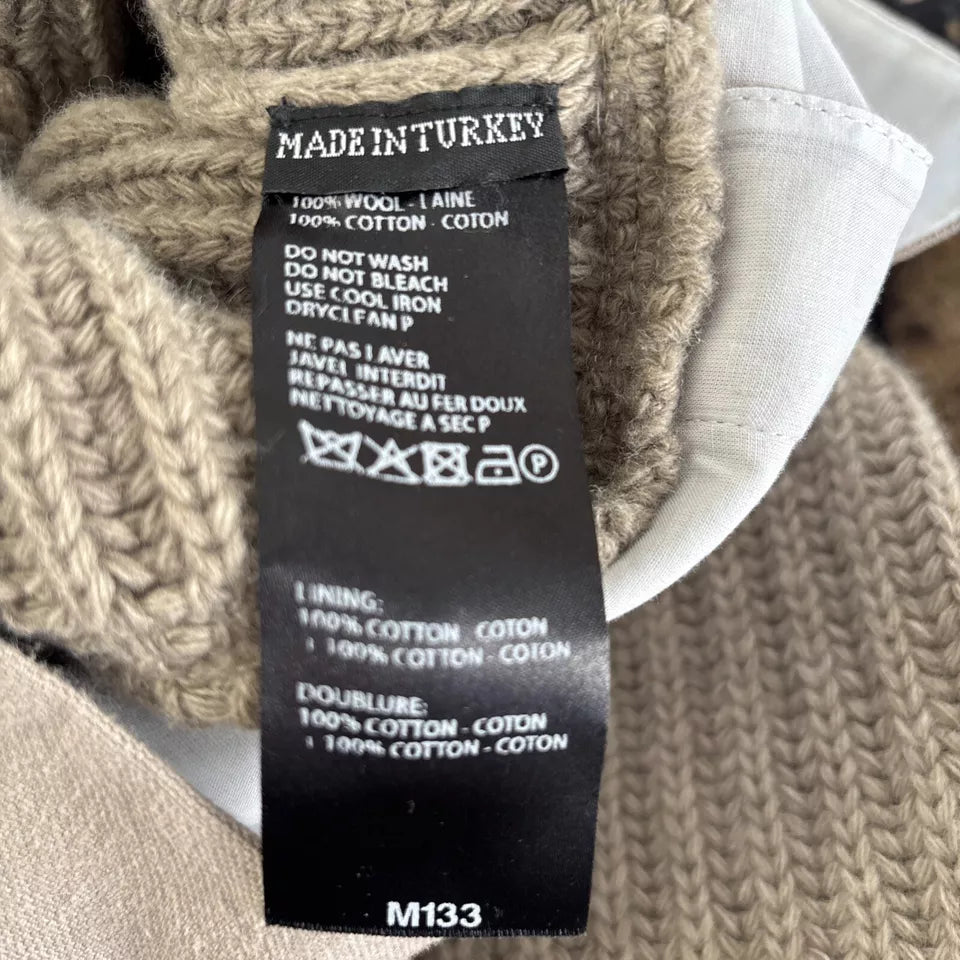 MADE IN TURKEY
100% WOOL - LAINE
100% COTTON - COTON
DO NOT WASH
DO NOT BLEACH
USE COOL IRON
DRYCLEAN P
NE PAS LAVER
JAVEL INTERDIT
REPASSER AU FER DOUX
NETTOYAGE A SEC P
P
LINING:
100% COTTON COTON
100% COTTON - COTON
DOUBLURE:
100% COTTON - COTON
100% COTTON - COTON
M133